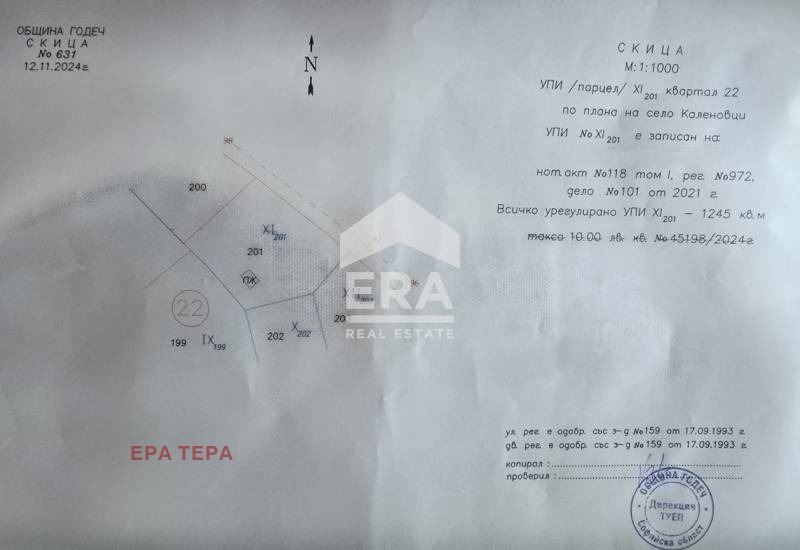 ОБЩИНА ГОДЕЧ
СКИЦА
№ 631
12.11.2024г.
N
СКИЦА
М:1:1000
УПИ /парцел/ XI201 квартал 22
по плана на село Каленовци
УПИ №XI201 е записан на:
нот.акт №118 том I, рег. №972,
дело №101 от 2021 г.
Всичко урегулирано УПИ XI201 – 1245 кв.м
такса 10.00 лв. кв. №45198/2024г.
98
200
XI201
201
97
96
ПЖ
22
199
IX199
202
X202
ERA
REAL ESTATE
ЕРА ТЕРА
ул. рег. е одобр. със з-д №159 от 17.09.1993 г.
дв. рег. е одобр. със з-д №159 от 17.09.1993 г.
копирал :
проверил :
ОБЩИНА ГОДЕЧ
Дирекция
ТУЕП
Софийска област